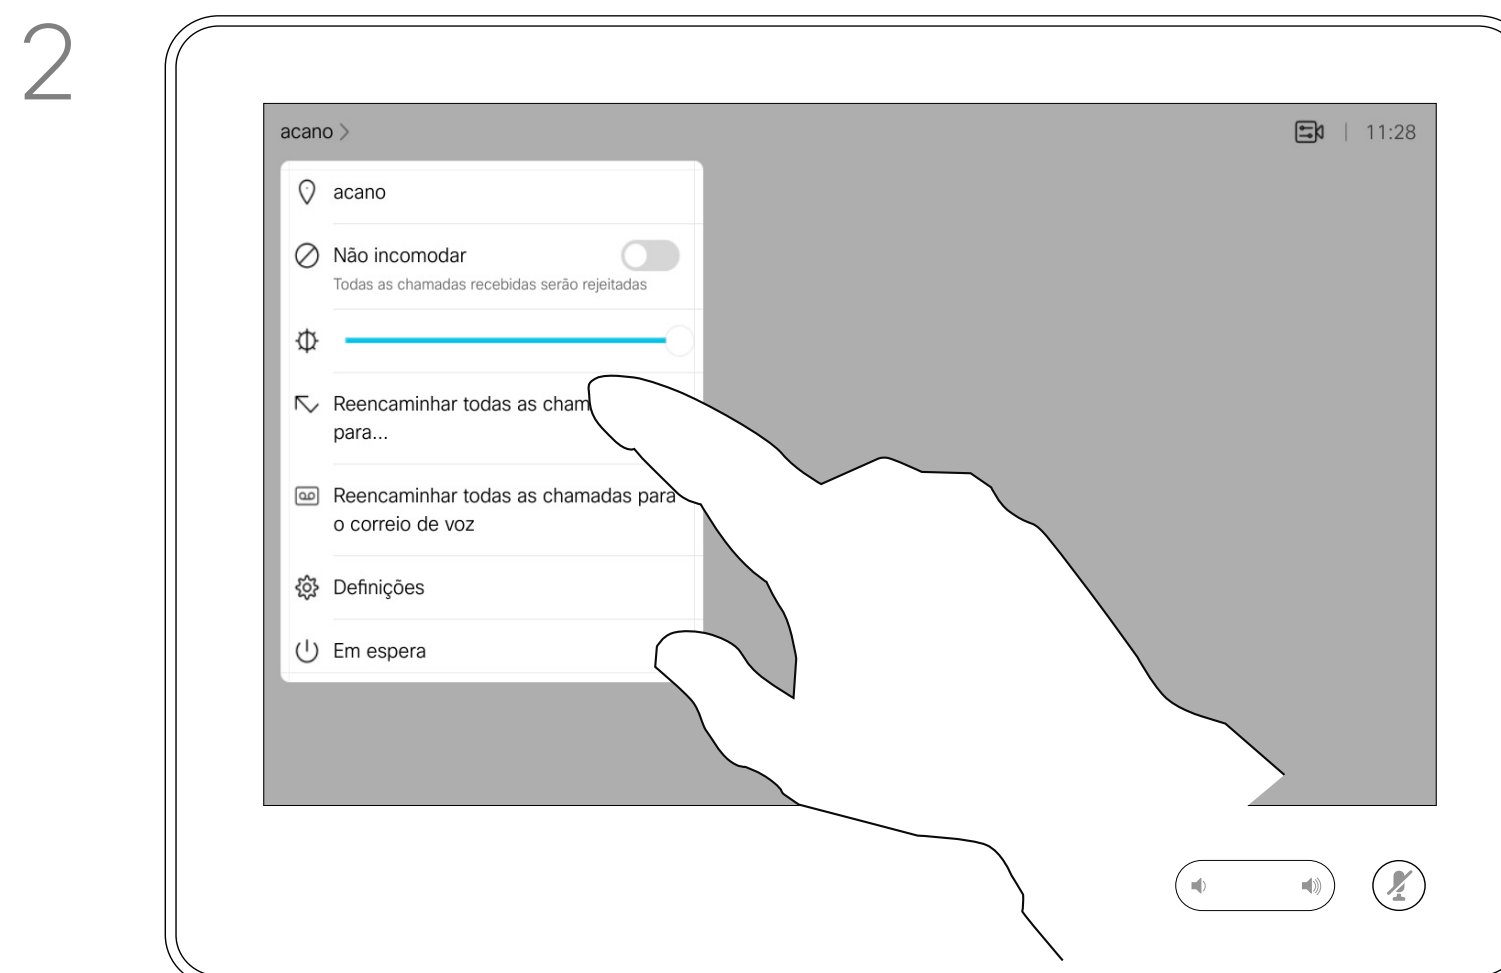 2
acano
11:28
acano
Não incomodar
Todas as chamadas recebidas serão rejeitadas
Reencaminhar todas as cham
para...
Reencaminhar todas as chamadas para
o correio de voz
Definições
Em espera